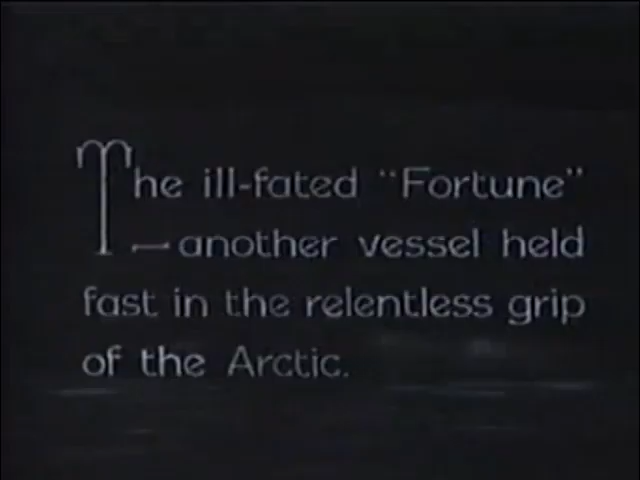 The ill-fated "Fortune"
—another vessel held
fast in the relentless grip
of the Arctic.